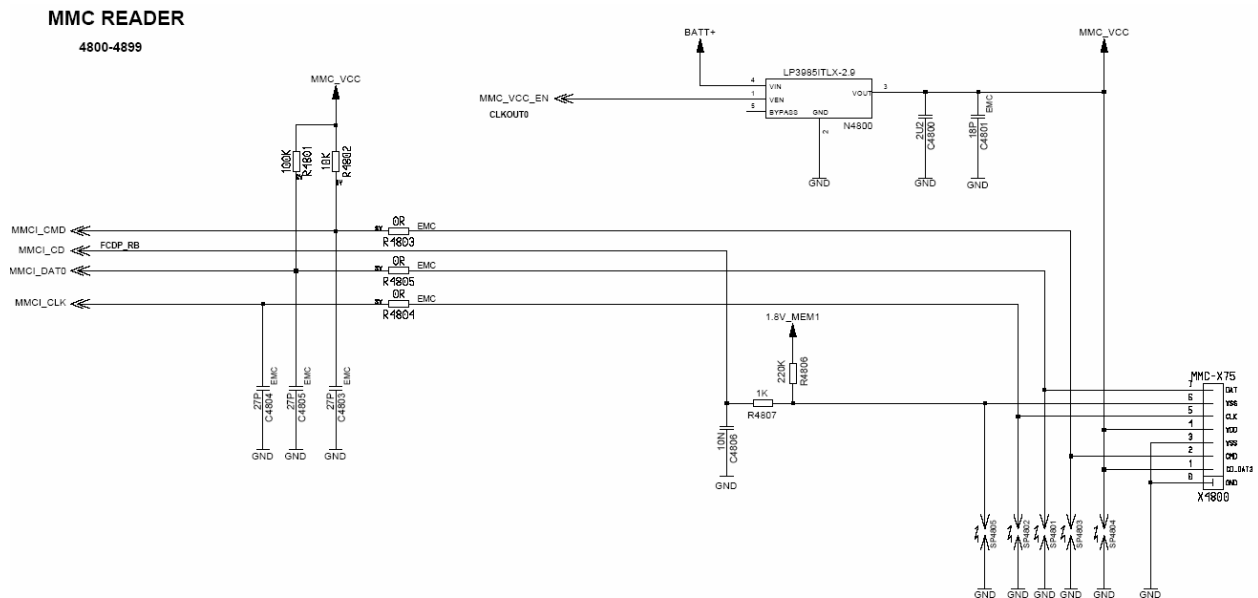 MMC READER
4800-4899
BATT+
MMC_VCC
MMC_VCC
LP3985ITLX-2.9
4 VIN
1 VEN
5 BYPASS GND
VOUT 3
2
N4800
MMC_VCC_EN
CLKOUT0
2U2
C4800
18P
C4801
EMC
GND
GND
GND
100K
R4801
10K
R4802
MMCI_CMD
0R
EMC
R4803
MMCI_CD
FCDP_RB
MMCI_DAT0
0R
EMC
R4805
MMCI_CLK
0R
EMC
R4804
1.8V_MEM1
220K
R4806
1K
R4807
10N
C4806
GND
27P
C4804
EMC
27P
C4805
EMC
27P
C4803
EMC
GND
GND
GND
MMC-X75
7 DAT
6 VSS
5 CLK
4 VDD
3 VSS
2 CMD
1 CD_DAT3
0 GND
X4800
SP4805
SP4802
SP4801
SP4803
SP4804
GND
GND
GND
GND
GND
GND